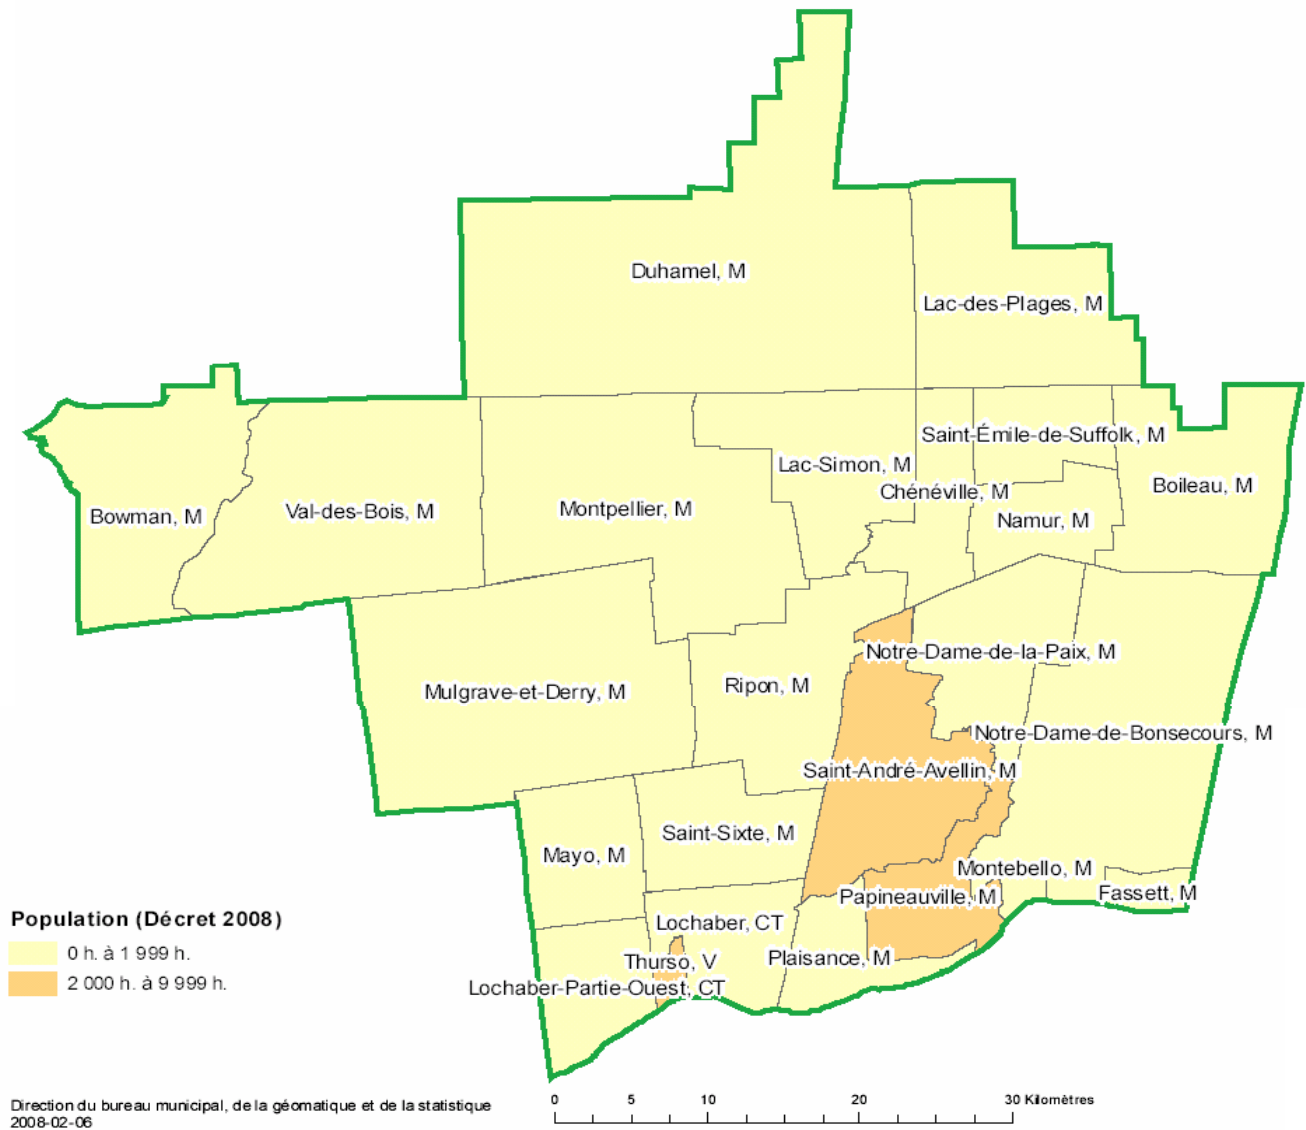 Duhamel, M
Lac-des-Plages, M
Saint-Émile-de-Suffolk, M
Lac-Simon, M
Boileau, M
Chénéville, M
Bowman, M
Val-des-Bois, M
Montpellier, M
Namur, M
Notre-Dame-de-la-Paix, M
Mulgrave-et-Derry, M
Ripon, M
Notre-Dame-de-Bonsecours, M
Saint-André-Avellin, M
Saint-Sixte, M
Mayo, M
Montebello, M
Papineauville, M
Fassett, M
Lochaber, CT
Plaisance, M
Thurso, V
Lochaber-Partie-Ouest, CT
Population (Décret 2008)
0 h. à 1 999 h.
2 000 h. à 9 999 h.
0 5 10 20 30 Kilomètres
Direction du bureau municipal, de la géomatique et de la statistique
2008-02-06